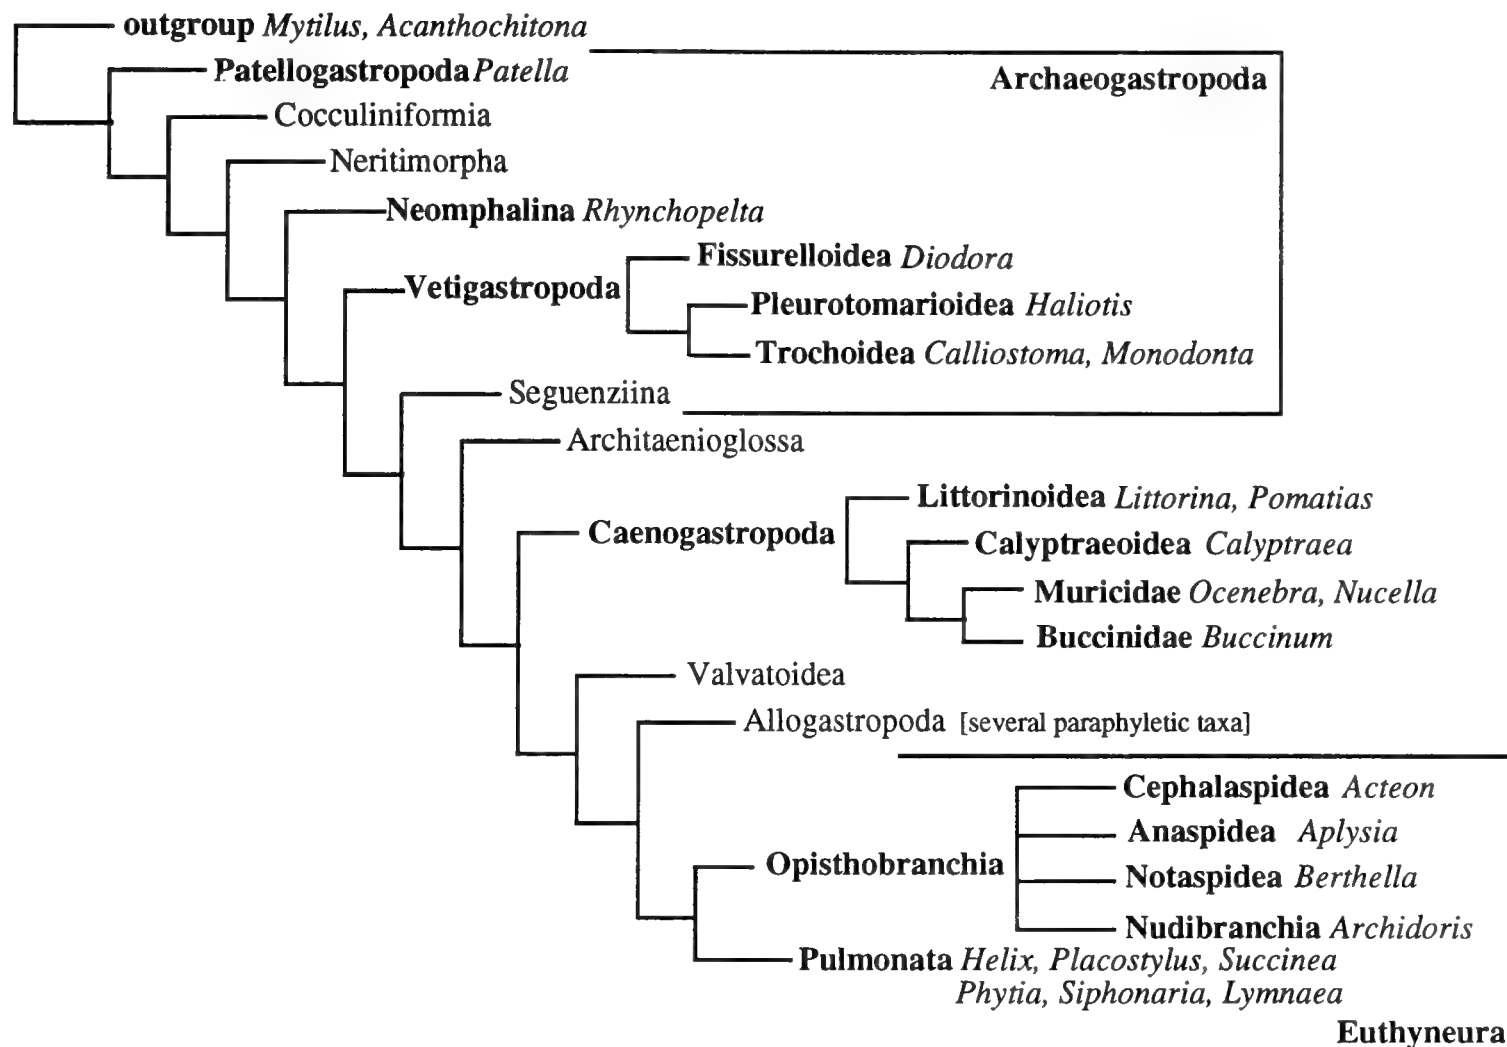 outgroup Mytilus, Acanthochitona
Patellogastropoda Patella
Archaeogastropoda
Cocculiniformia
Neritimorpha
Neomphalina Rhynchopelta
Fissurelloidea Diodora
Vetigastropoda
Pleurotomarioidea Haliotis
Trochoidea Calliostoma, Monodonta
Seguenziina
Architaenioglossa
Littorinoidea Littorina, Pomatias
Caenogastropoda
Calyptraeoidea Calyptraea
Muricidae Ocenebra, Nucella
Buccinidae Buccinum
Valvatoidea
Allogastropoda [several paraphyletic taxa]
Cephalaspidea Acteon
Anaspidea Aplysia
Opisthobranchia
Notaspidea Berthella
Nudibranchia Archidoris
Pulmonata Helix, Placostylus, Succinea
Phytia, Siphonaria, Lymnaea
Euthyneura